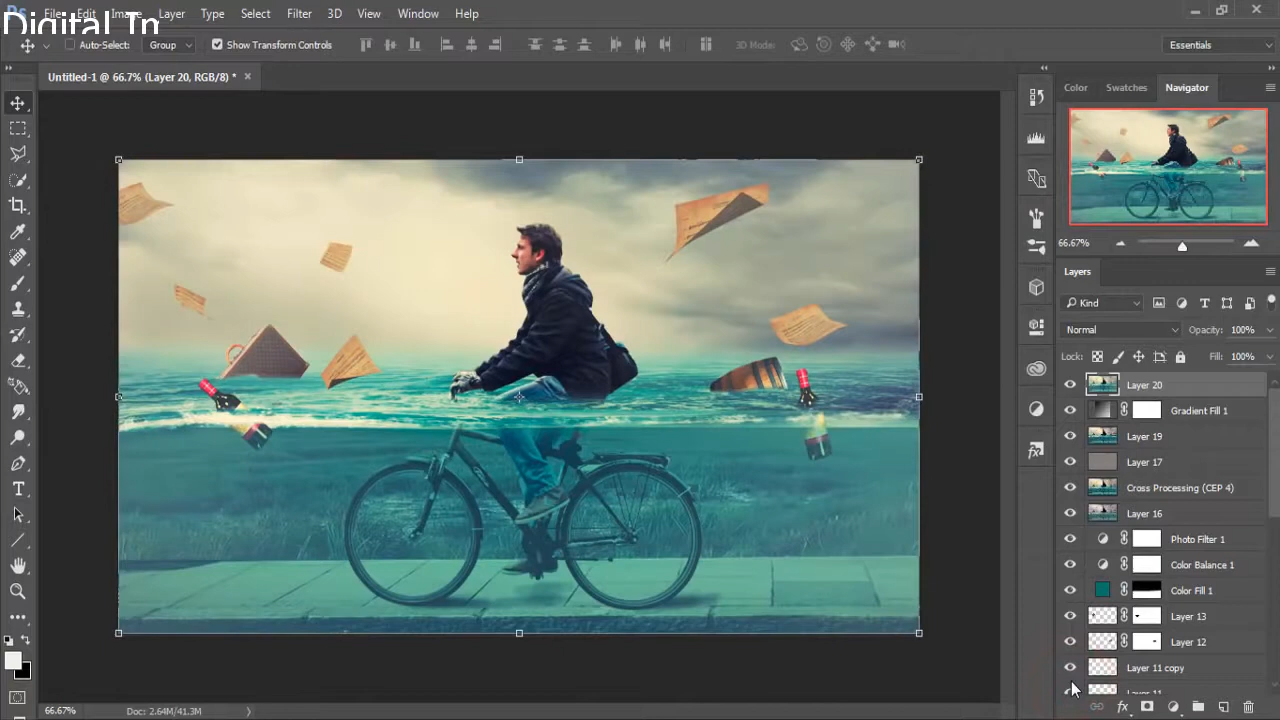 File Edit Image Layer Type Select Filter 3D View Window Help
Digital Tr
Auto-Select: Group Show Transform Controls 3D Mode: Essentials
Untitled-1 @ 66.7% (Layer 20, RGB/8) *
Color Swatches Navigator
66.67%
Layers
Kind
Normal Opacity: 100%
Lock: Fill: 100%
Layer 20
Gradient Fill 1
Layer 19
Layer 17
Cross Processing (CEP 4)
Layer 16
Photo Filter 1
Color Balance 1
Color Fill 1
Layer 13
Layer 12
Layer 11 copy
Layer 11
66.67% Doc: 2.64M/41.3M